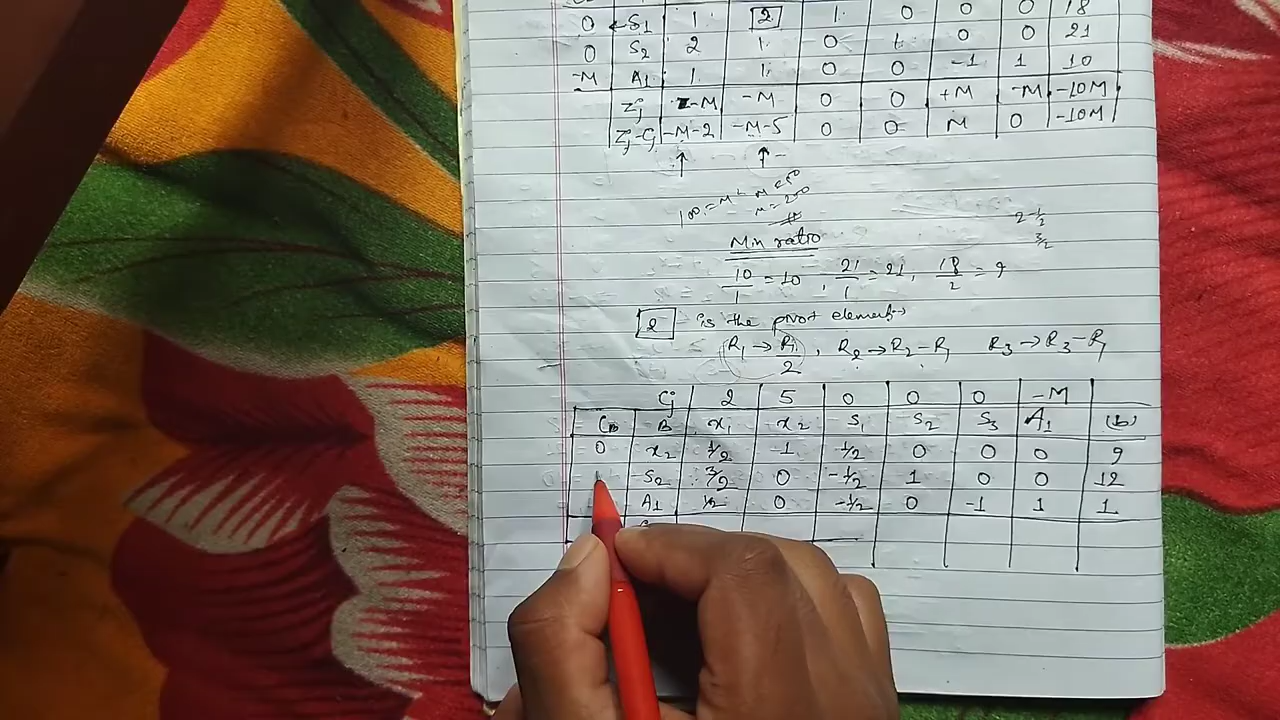 0 ← S1 1 2 1 0 0 0 18
0 S2 2 1 0 1 0 0 21
-M A1 1 1 0 0 -1 1 10
Zj -M -M 0 0 +M -M -10M
Zj-Cj -M-2 -M-5 0 0 M 0 -10M
2-1/2
3/2
Min ratio
10/1 = 10, 21/1 = 21, 18/2 = 9
2 - is the pivot element
R1 → R1/2, R2 → R2-R1 R3 → R3-R1
Cj 2 5 0 0 0 -M
CB B x1 x2 S1 S2 S3 A1 (b)
0 x2 1/2 1 1/2 0 0 0 9
S2 3/2 0 -1/2 1 0 0 12
A1 1/2 0 -1/2 0 -1 1 1